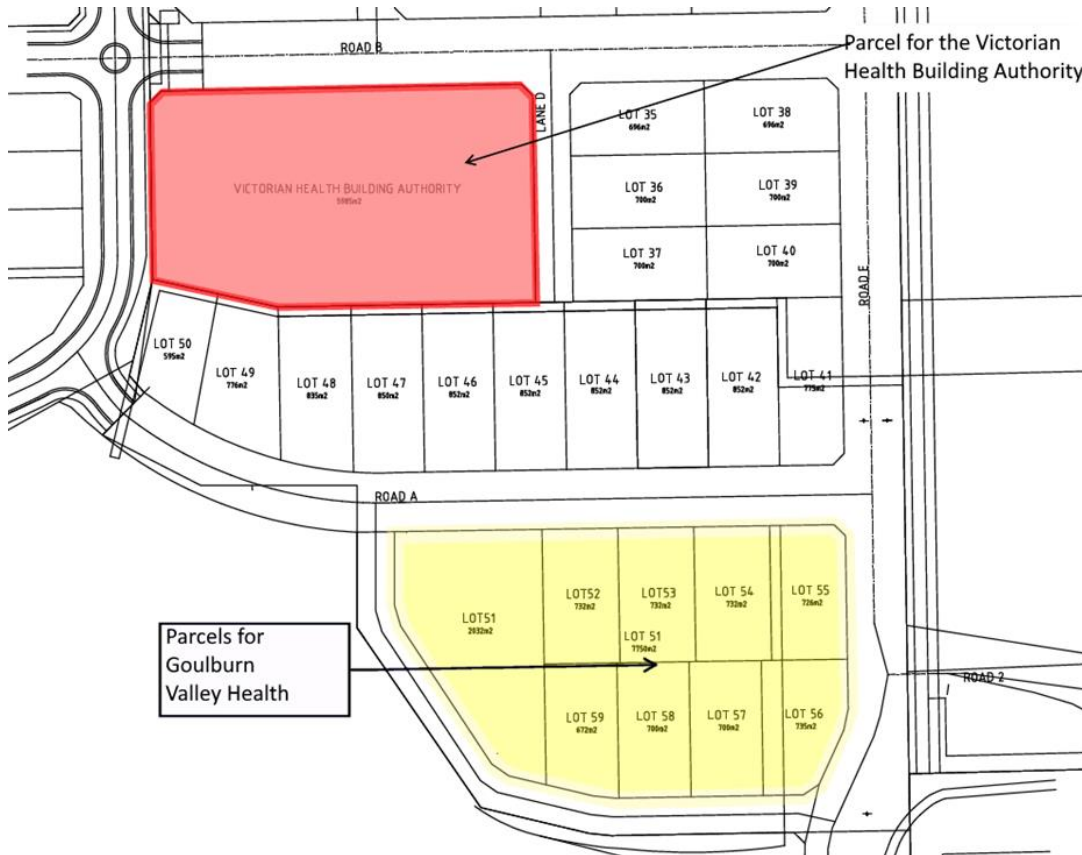 ROAD B
Parcel for the Victorian
Health Building Authority
LANE D
LOT 35
696m2
LOT 38
696m2
VICTORIAN HEALTH BUILDING AUTHORITY
5985m2
LOT 36
700m2
LOT 39
700m2
LOT 37
700m2
LOT 40
700m2
ROAD E
LOT 50
595m2
LOT 49
776m2
LOT 48
835m2
LOT 47
850m2
LOT 46
852m2
LOT 45
852m2
LOT 44
852m2
LOT 43
852m2
LOT 42
852m2
LOT 41
775m2
ROAD A
LOT51
2032m2
LOT52
732m2
LOT53
732m2
LOT 54
732m2
LOT 55
726m2
LOT 51
7750m2
Parcels for
Goulburn
Valley Health
ROAD 2
LOT 59
672m2
LOT 58
700m2
LOT 57
700m2
LOT 56
735m2